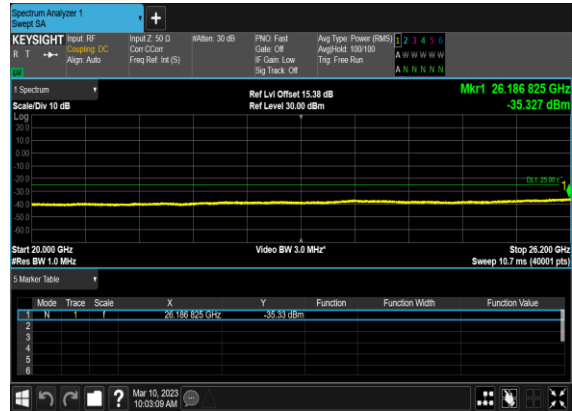 Spectrum Analyzer 1
Swept SA
+
KEYSIGHT Input: RF Input Z: 50 Ω #Atten: 30 dB PNO: Fast Avg Type: Power (RMS) 1 2 3 4 5 6
R T Coupling: DC Corr CCorr Gate: Off Avg|Hold: 100/100 A W W W W W
Align: Auto Freq Ref: Int (S) IF Gain: Low Trig: Free Run
LW Sig Track: Off A N N N N N
1 Spectrum Ref Lvl Offset 15.38 dB Mkr1 26.186 825 GHz
Scale/Div 10 dB Ref Level 30.00 dBm -35.327 dBm
Log
20.0
10.0
0.00
-10.0
-20.0
DL1 -25.00
-30.0
1
-40.0
-50.0
-60.0
Start 20.000 GHz Video BW 3.0 MHz* Stop 26.200 GHz
#Res BW 1.0 MHz Sweep 10.7 ms (40001 pts)
5 Marker Table
Mode Trace Scale X Y Function Function Width Function Value
1 N 1 f 26.186 825 GHz -35.33 dBm
2
3
4
5
6
? Mar 10, 2023
10:03:09 AM